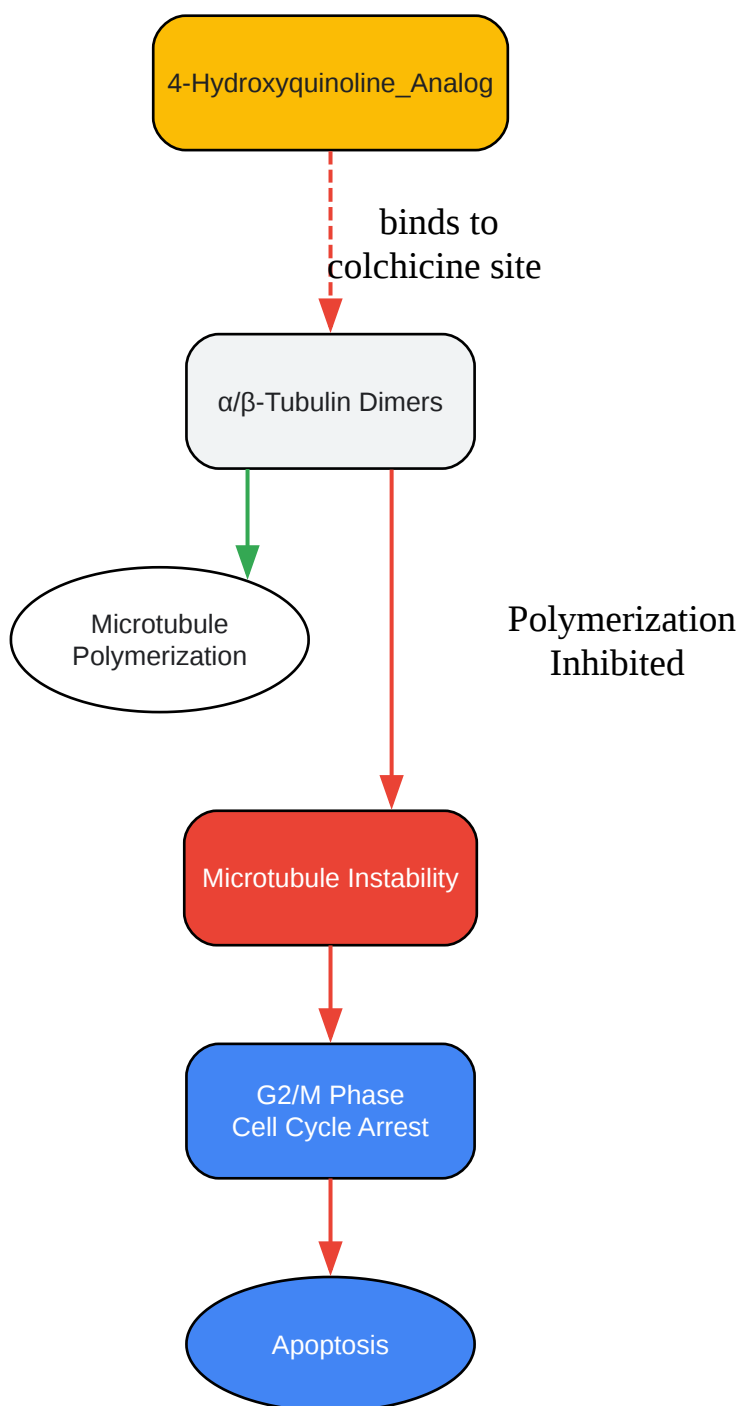 4-Hydroxyquinoline_Analog
binds to
colchicine site
α/β-Tubulin Dimers
Microtubule
Polymerization
Polymerization
Inhibited
Microtubule Instability
G2/M Phase
Cell Cycle Arrest
Apoptosis